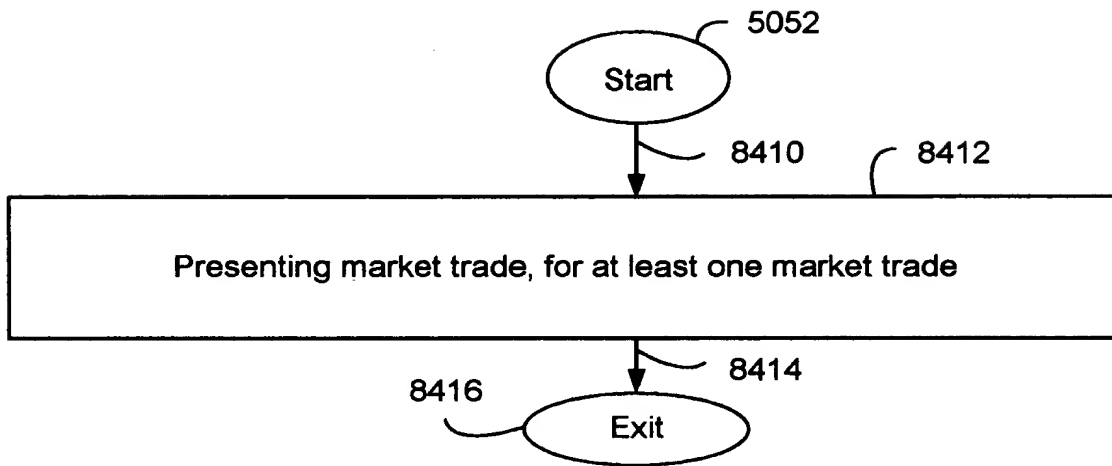 5052
Start
8410
8412
Presenting market trade, for at least one market trade
8414
8416
Exit